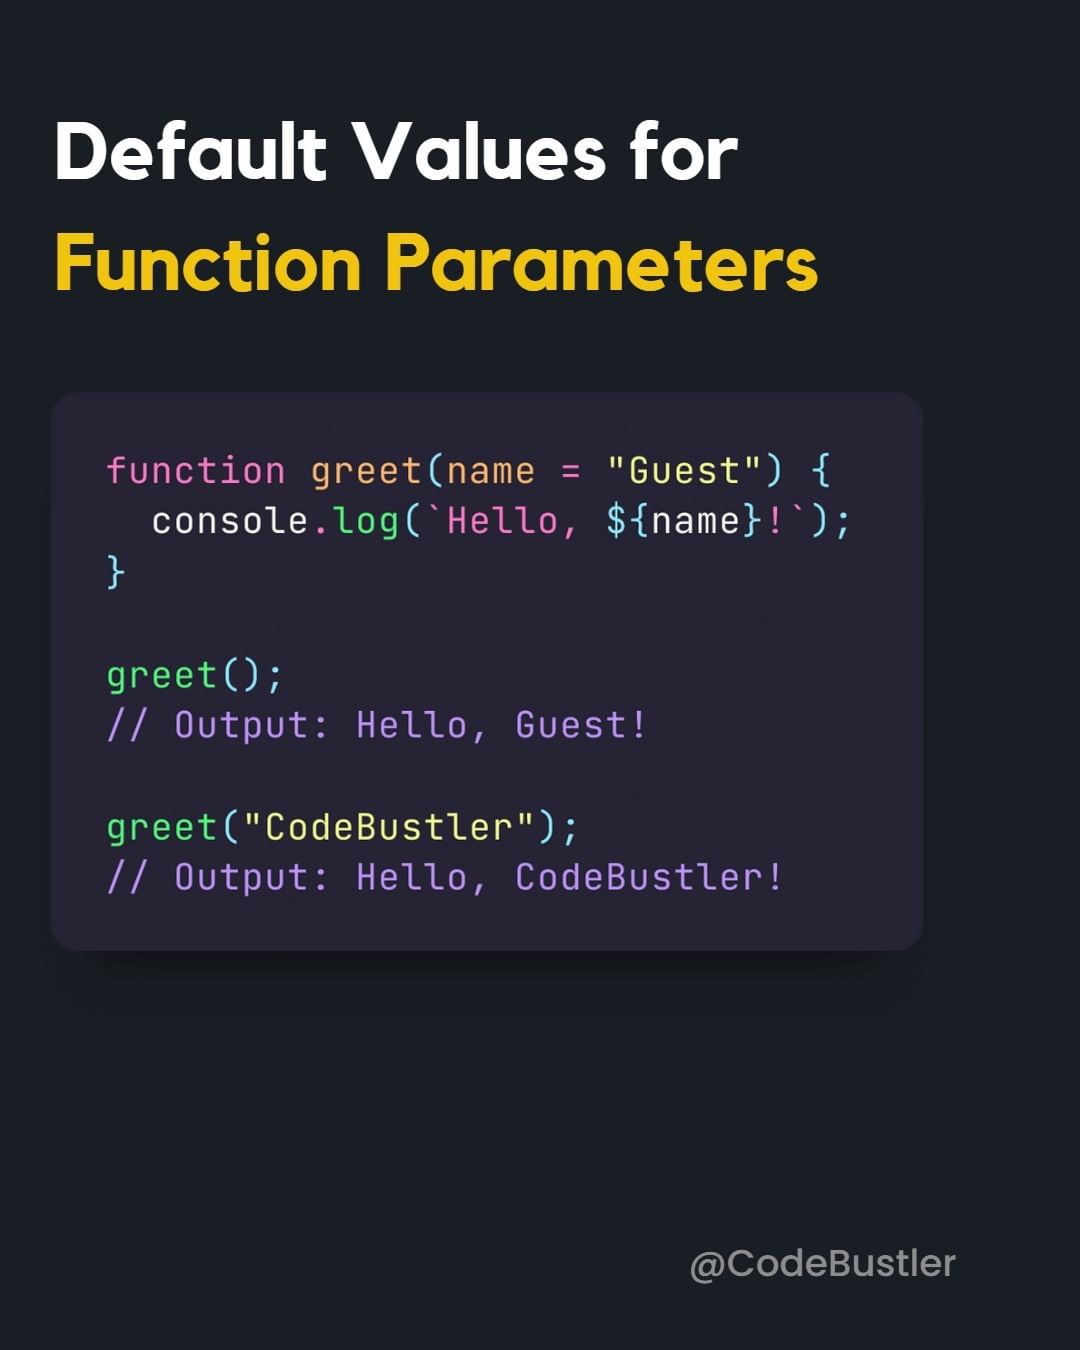 Default Values for
Function Parameters
function greet(name = "Guest") {
  console.log(`Hello, ${name}!`);
}
greet();
// Output: Hello, Guest!
greet("CodeBustler");
// Output: Hello, CodeBustler!
@CodeBustler